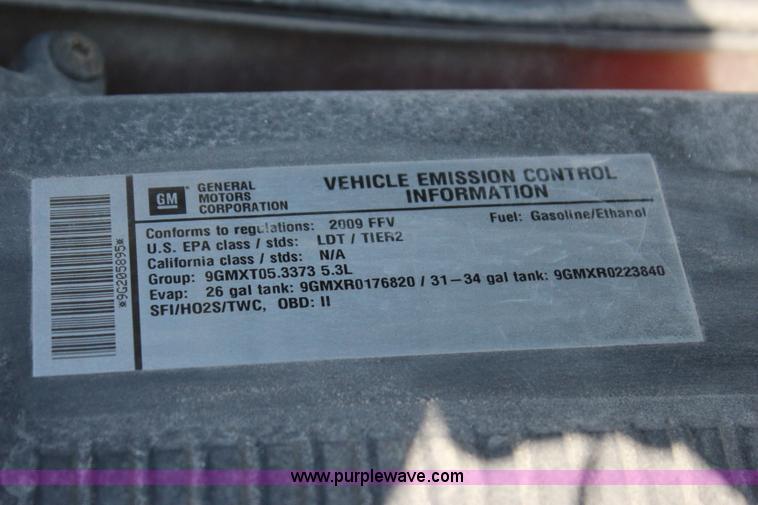 GM
GENERAL
MOTORS
CORPORATION
VEHICLE EMISSION CONTROL
INFORMATION
Conforms to regulations: 2009 FFV
Fuel: Gasoline/Ethanol
U.S. EPA class / stds: LDT / TIER2
California class / stds: N/A
Group: 9GMXT05.3373 5.3L
Evap: 26 gal tank: 9GMXR0176820 / 31-34 gal tank: 9GMXR0223840
SFI/HO2S/TWC, OBD: II
*9G205895*
www.purplewave.com